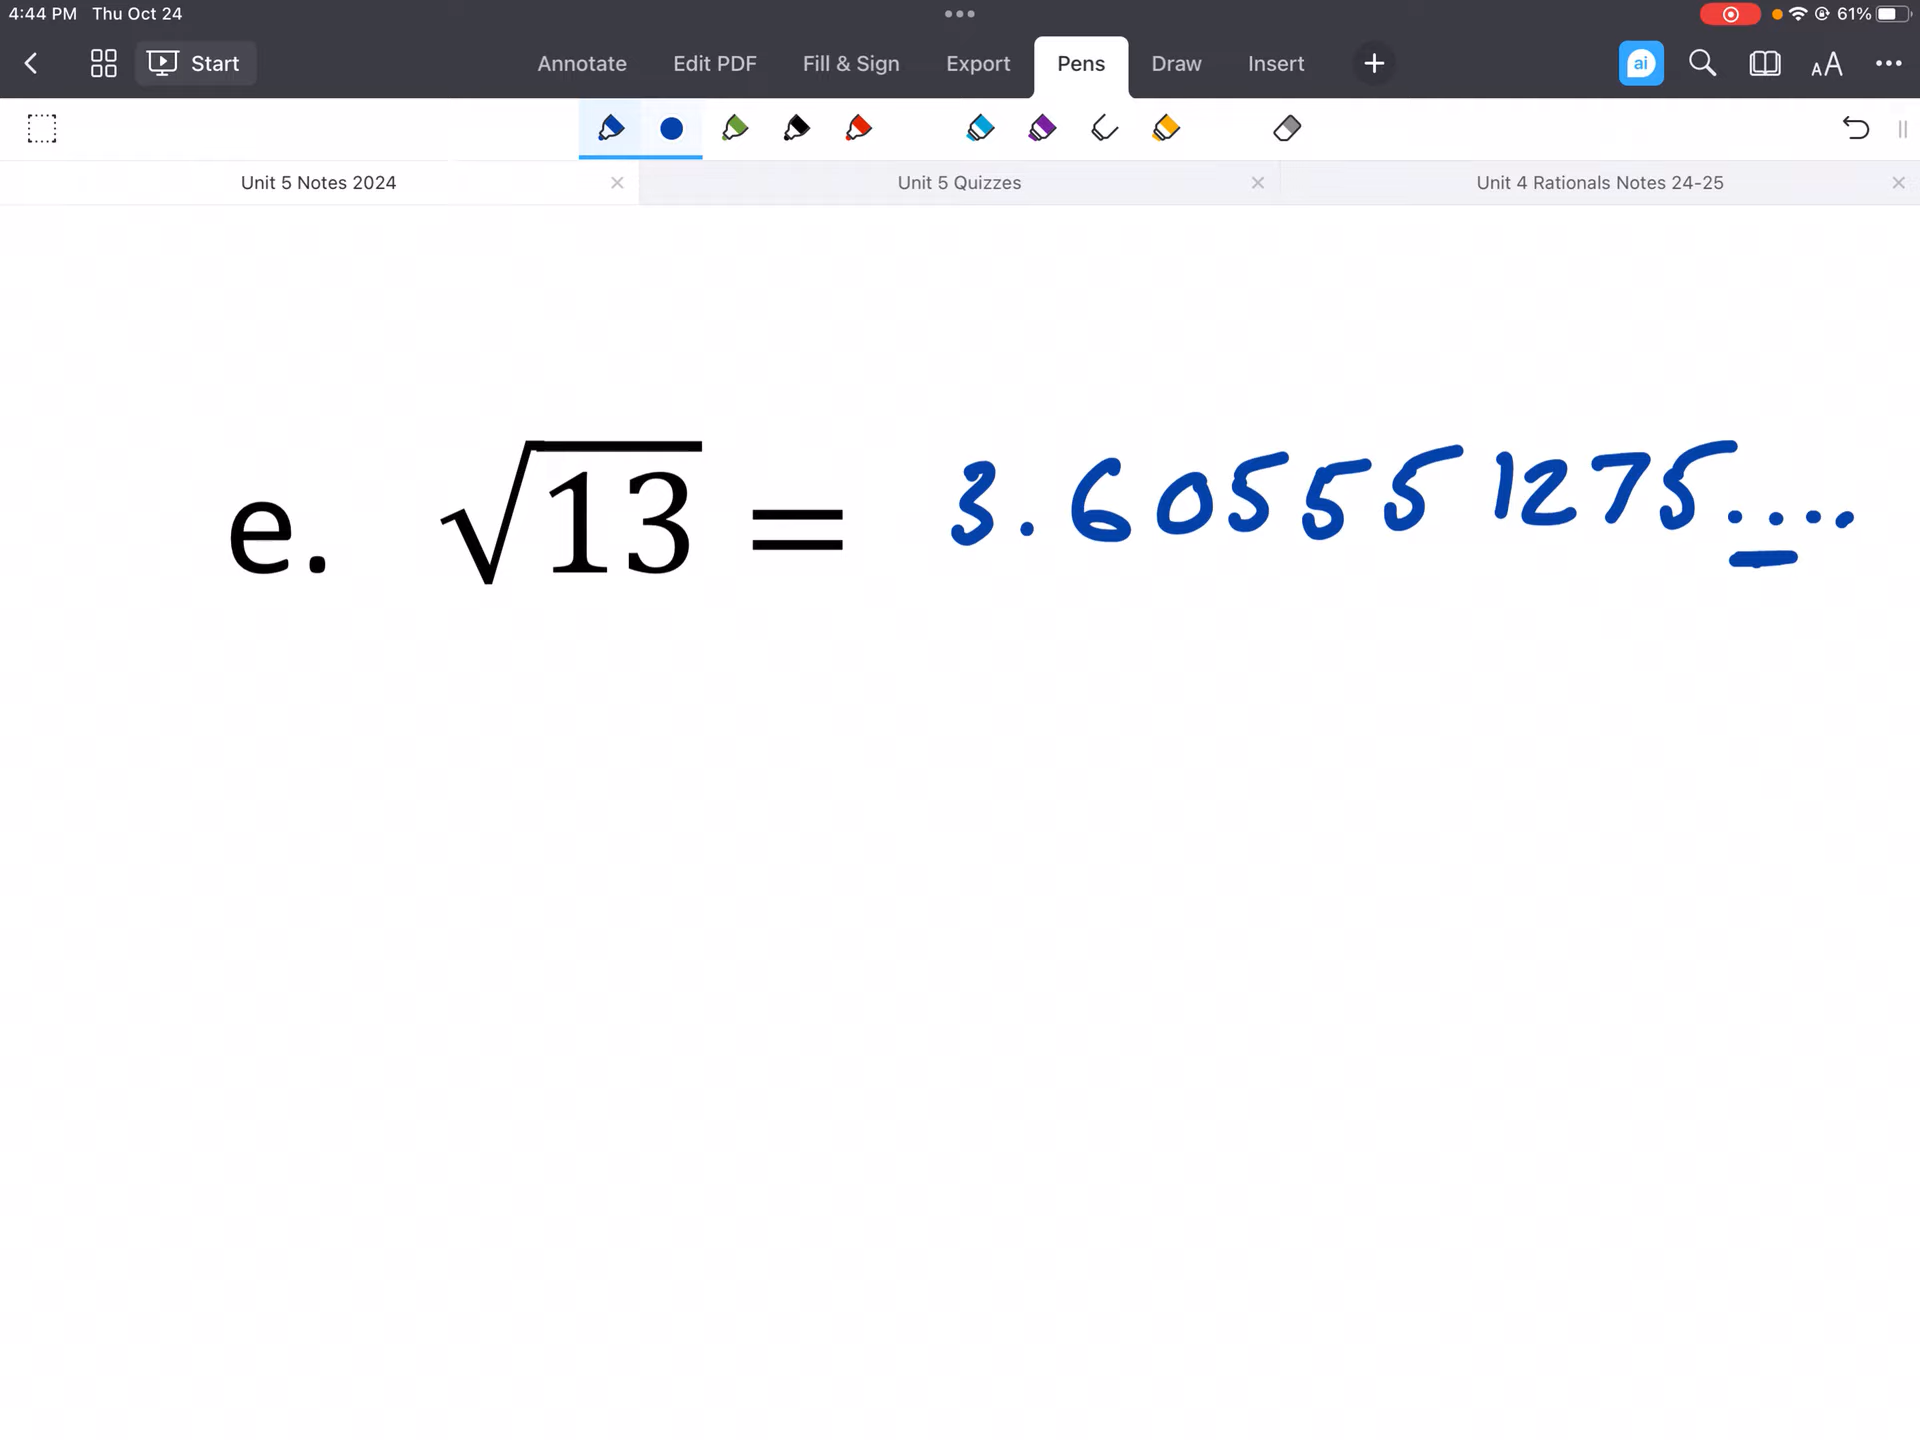 4:44 PM Thu Oct 24
61%
Start
Annotate Edit PDF Fill & Sign Export Pens Draw Insert
ai
AA
Unit 5 Notes 2024
Unit 5 Quizzes
Unit 4 Rationals Notes 24-25
e. √13 = 3.605551275....